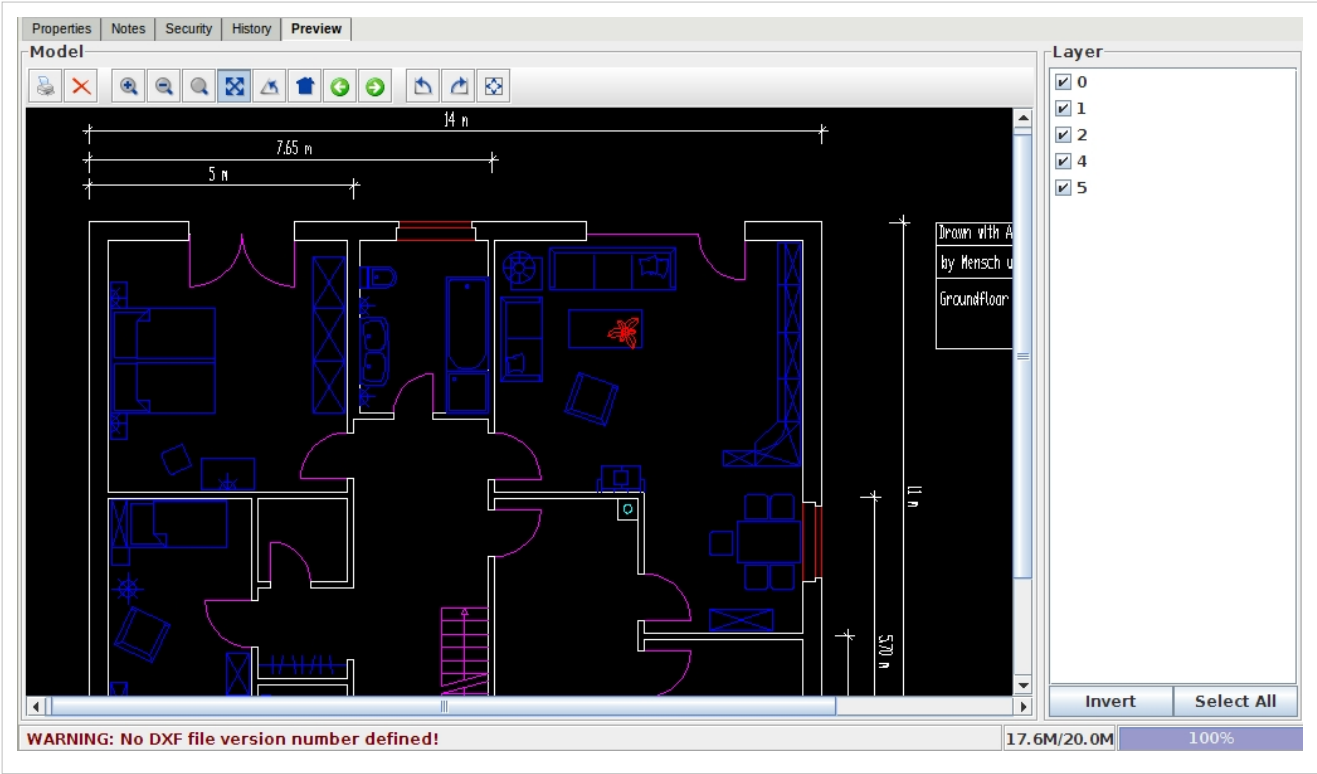 Properties Notes Security History Preview
Model
Layer
14 m
7.65 m
5 m
0
1
2
4
5
Drawn with A
by Mensch u
Groundfloor
11 m
5.70 m
Invert Select All
WARNING: No DXF file version number defined!
17.6M/20.0M 100%